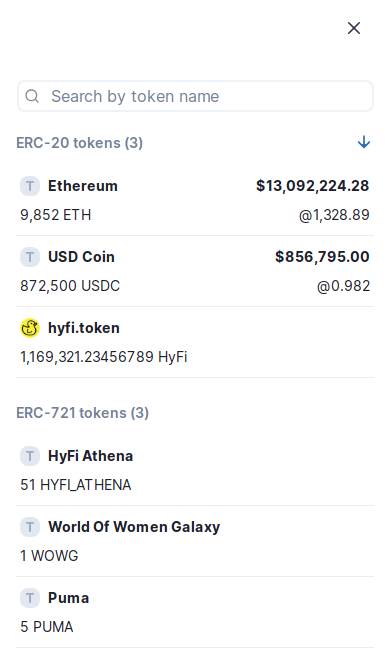 Search by token name
ERC-20 tokens (3)
T Ethereum $13,092,224.28
9,852 ETH @1,328.89
T USD Coin $856,795.00
872,500 USDC @0.982
hyfi.token
1,169,321.23456789 HyFi
ERC-721 tokens (3)
T HyFi Athena
51 HYFI_ATHENA
T World Of Women Galaxy
1 WOWG
T Puma
5 PUMA